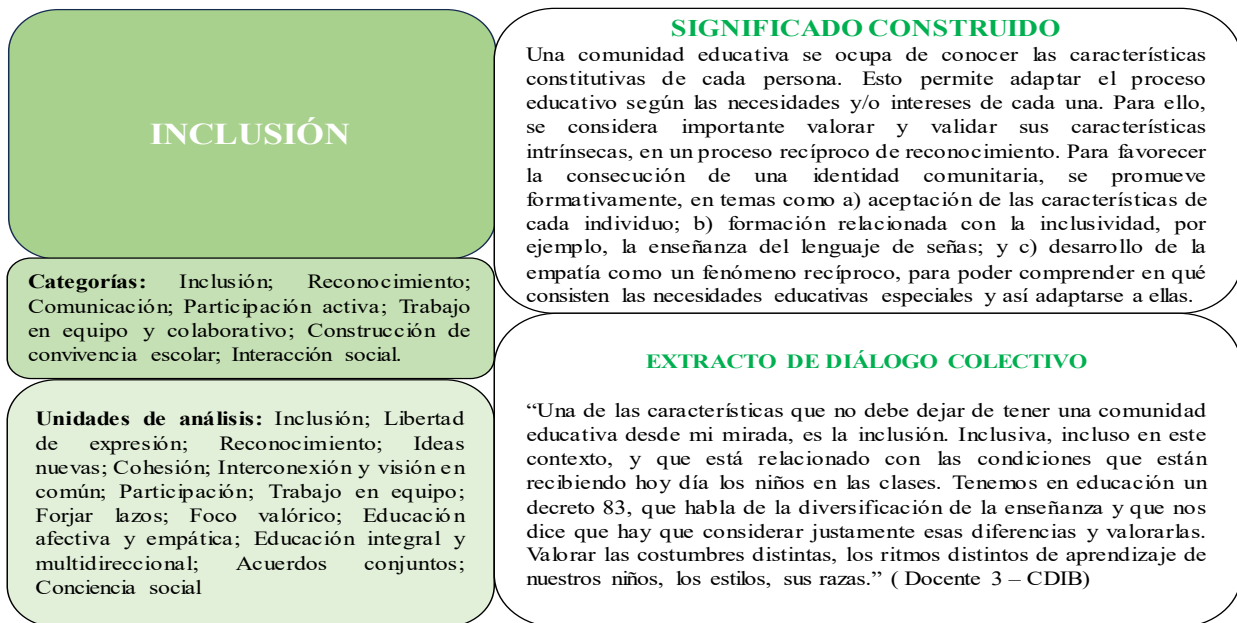 INCLUSIÓN
Categorías: Inclusión; Reconocimiento;
Comunicación; Participación activa; Trabajo
en equipo y colaborativo; Construcción de
convivencia escolar; Interacción social.
Unidades de análisis: Inclusión; Libertad
de expresión; Reconocimiento; Ideas
nuevas; Cohesión; Interconexión y visión en
común; Participación; Trabajo en equipo;
Forjar lazos; Foco valórico; Educación
afectiva y empática; Educación integral y
multidireccional; Acuerdos conjuntos;
Conciencia social
SIGNIFICADO CONSTRUIDO
Una comunidad educativa se ocupa de conocer las características
constitutivas de cada persona. Esto permite adaptar el proceso
educativo según las necesidades y/o intereses de cada una. Para ello,
se considera importante valorar y validar sus características
intrínsecas, en un proceso recíproco de reconocimiento. Para favorecer
la consecución de una identidad comunitaria, se promueve
formativamente, en temas como a) aceptación de las características de
cada individuo; b) formación relacionada con la inclusividad, por
ejemplo, la enseñanza del lenguaje de señas; y c) desarrollo de la
empatía como un fenómeno recíproco, para poder comprender en qué
consisten las necesidades educativas especiales y así adaptarse a ellas.
EXTRACTO DE DIÁLOGO COLECTIVO
“Una de las características que no debe dejar de tener una comunidad
educativa desde mi mirada, es la inclusión. Inclusiva, incluso en este
contexto, y que está relacionado con las condiciones que están
recibiendo hoy día los niños en las clases. Tenemos en educación un
decreto 83, que habla de la diversificación de la enseñanza y que nos
dice que hay que considerar justamente esas diferencias y valorarlas.
Valorar las costumbres distintas, los ritmos distintos de aprendizaje de
nuestros niños, los estilos, sus razas.” ( Docente 3 – CDIB)